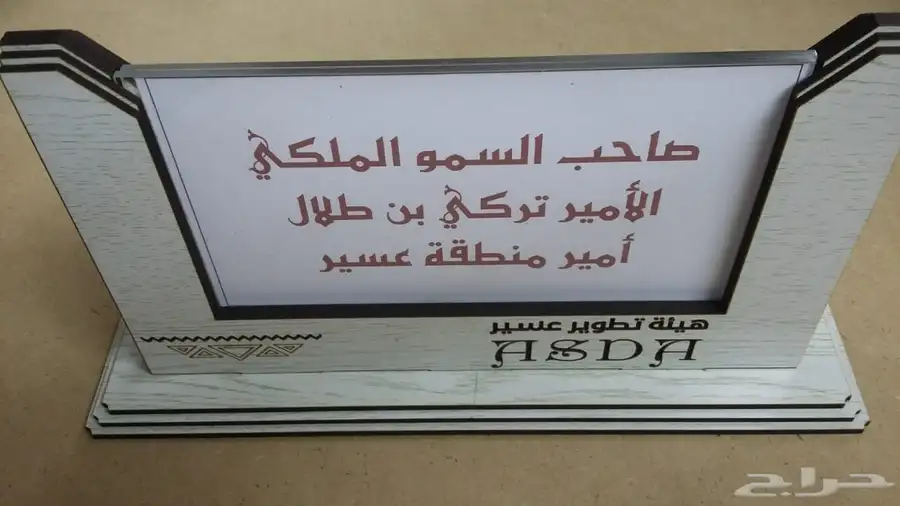 صاحب السمو الملكي
الأمير تركي بن طلال
أمير منطقة عسير
هيئة تطوير عسير
ASDA
حراج